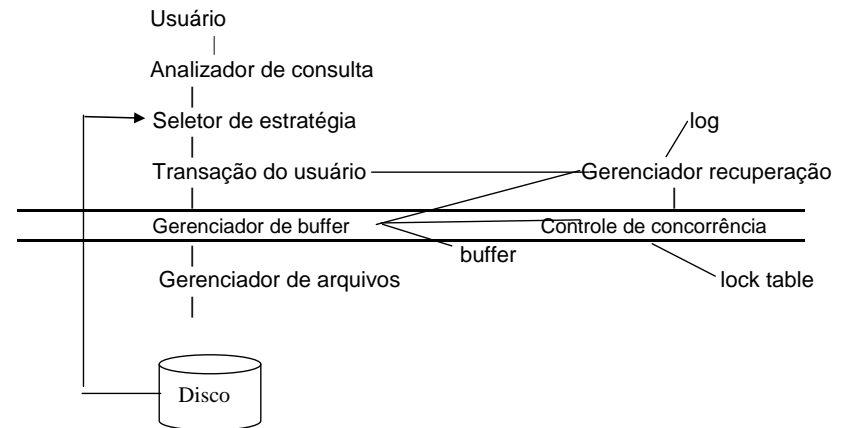 Usuário
Analizador de consulta
Seletor de estratégia
log
Transação do usuário
Gerenciador recuperação
Gerenciador de buffer
Controle de concorrência
buffer
Gerenciador de arquivos
lock table
Disco